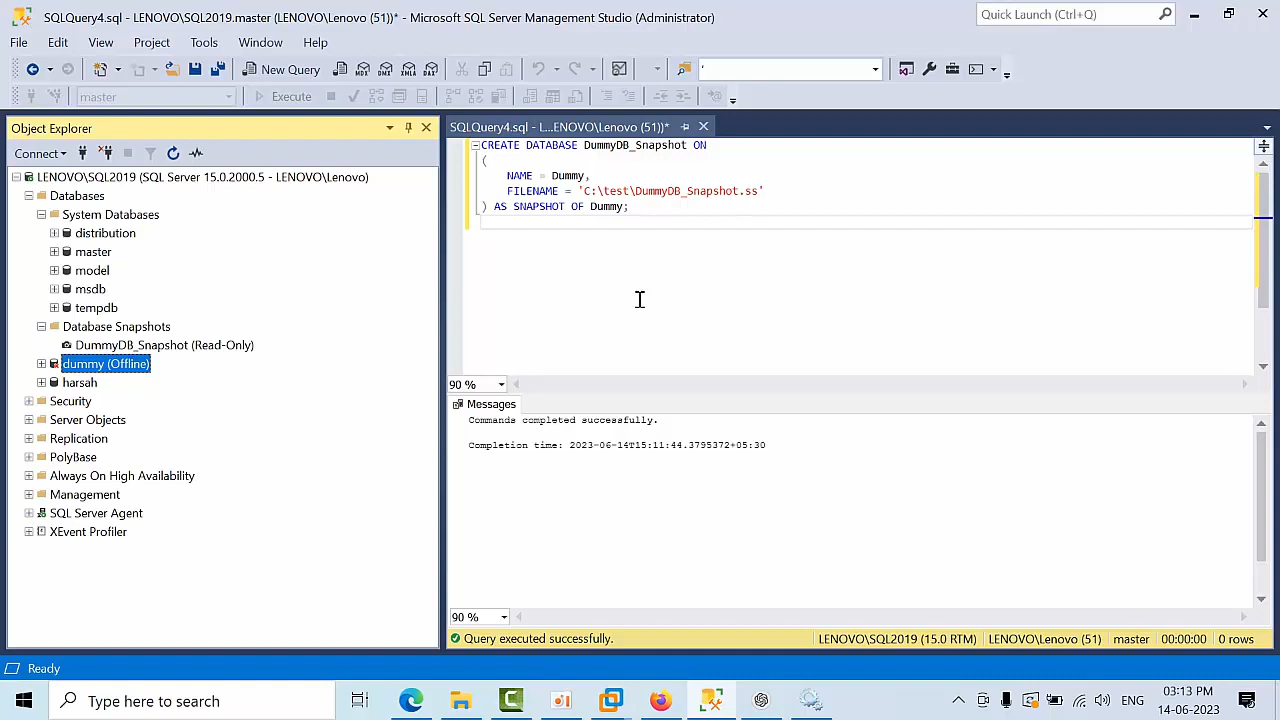 SQLQuery4.sql - LENOVO\SQL2019.master (LENOVO\Lenovo (51))* - Microsoft SQL Server Management Studio (Administrator)
Quick Launch (Ctrl+Q)
File Edit View Project Tools Window Help
New Query
MDX DMX XMLA DAX
'
master
Execute
Object Explorer
SQLQuery4.sql - L...ENOVO\Lenovo (51))*
Connect
LENOVO\SQL2019 (SQL Server 15.0.2000.5 - LENOVO\Lenovo)
Databases
System Databases
distribution
master
model
msdb
tempdb
Database Snapshots
DummyDB_Snapshot (Read-Only)
dummy (Offline)
harsah
Security
Server Objects
Replication
PolyBase
Always On High Availability
Management
SQL Server Agent
XEvent Profiler
CREATE DATABASE DummyDB_Snapshot ON
(
NAME = Dummy,
FILENAME = 'C:\test\DummyDB_Snapshot.ss'
) AS SNAPSHOT OF Dummy;
90 %
Messages
Commands completed successfully.
Completion time: 2023-06-14T15:11:44.3795372+05:30
90 %
Query executed successfully.
LENOVO\SQL2019 (15.0 RTM) LENOVO\Lenovo (51) master 00:00:00 0 rows
Ready
Type here to search
ENG
03:13 PM
14-06-2023